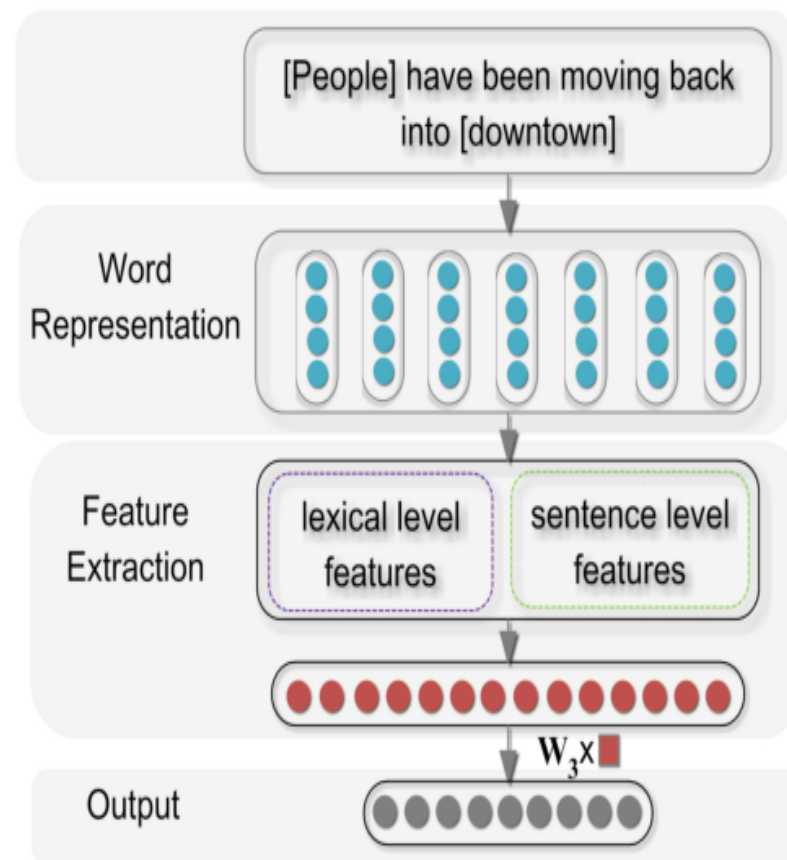 [People] have been moving back
into [downtown]
Word
Representation
Feature
Extraction
lexical level
features
sentence level
features
W₃x
Output